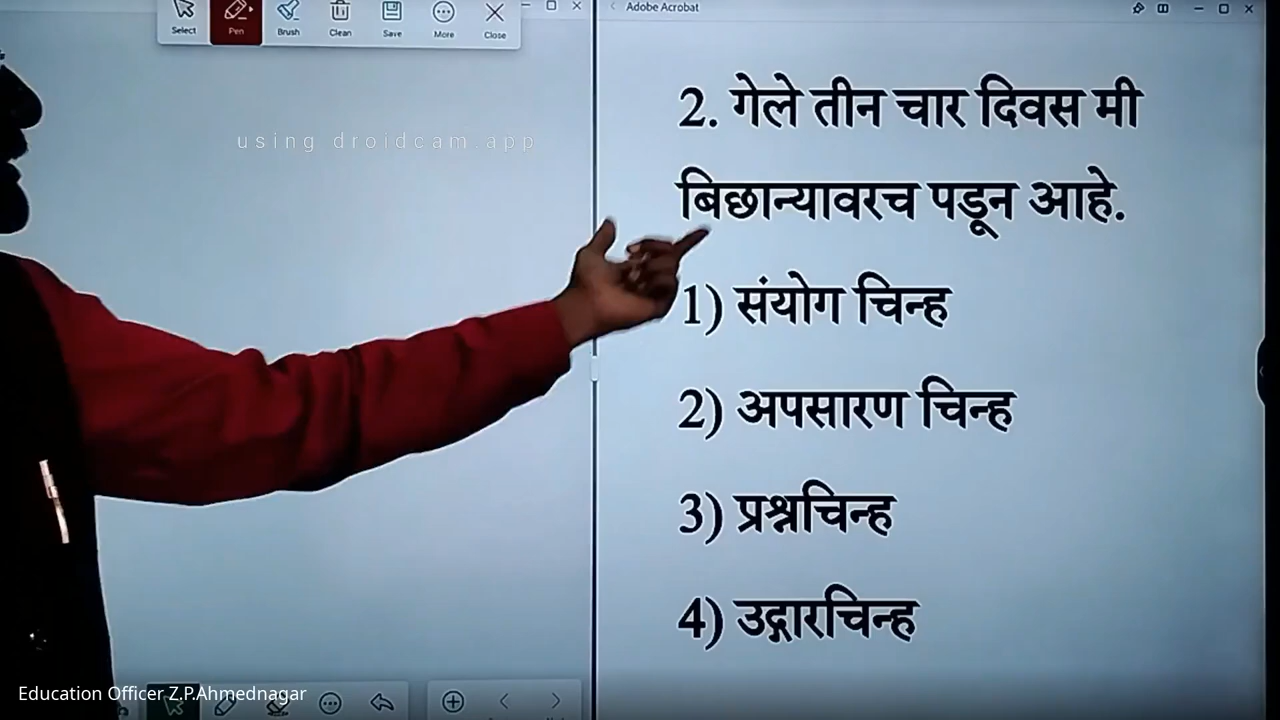 Select Pen Brush Clean Save More Close
Adobe Acrobat
using droidcam.app
2. गेले तीन चार दिवस मी
बिछान्यावरच पडून आहे.
1) संयोग चिन्ह
2) अपसारण चिन्ह
3) प्रश्नचिन्ह
4) उद्गारचिन्ह
Education Officer Z.P.Ahmednagar